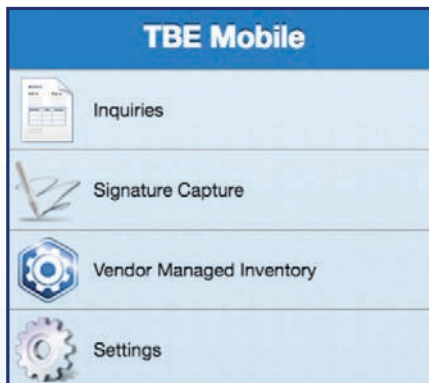 TBE Mobile
Inquiries
Signature Capture
Vendor Managed Inventory
Settings